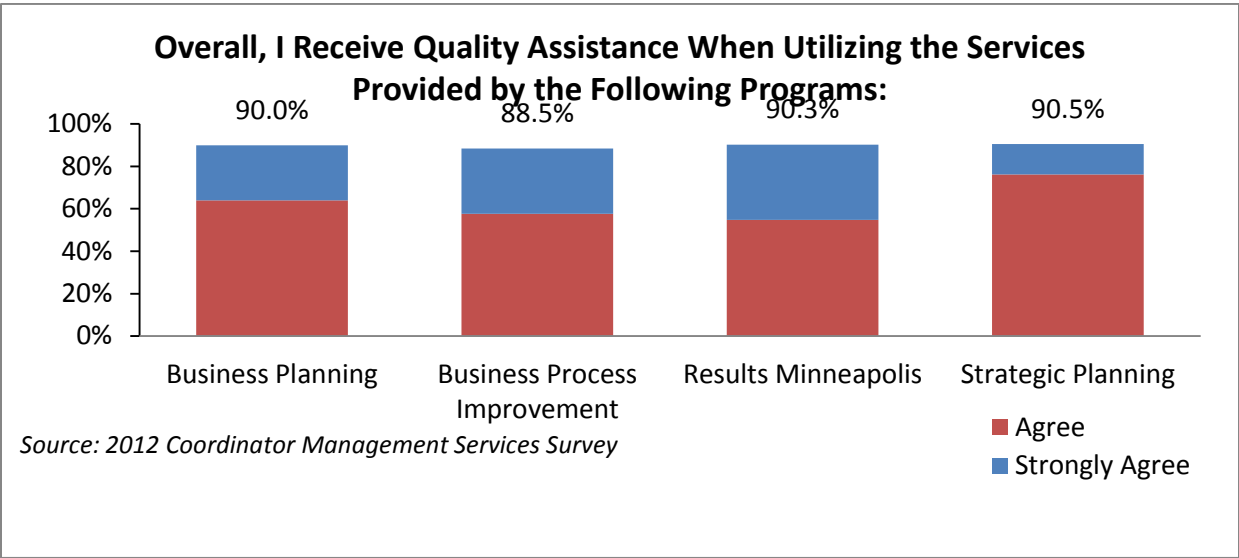 Overall, I Receive Quality Assistance When Utilizing the Services
Provided by the Following Programs:
90.0%
88.5%
90.3%
90.5%
100%
80%
60%
40%
20%
0%
Business Planning
Business Process
Improvement
Results Minneapolis
Strategic Planning
Source: 2012 Coordinator Management Services Survey
Agree
Strongly Agree